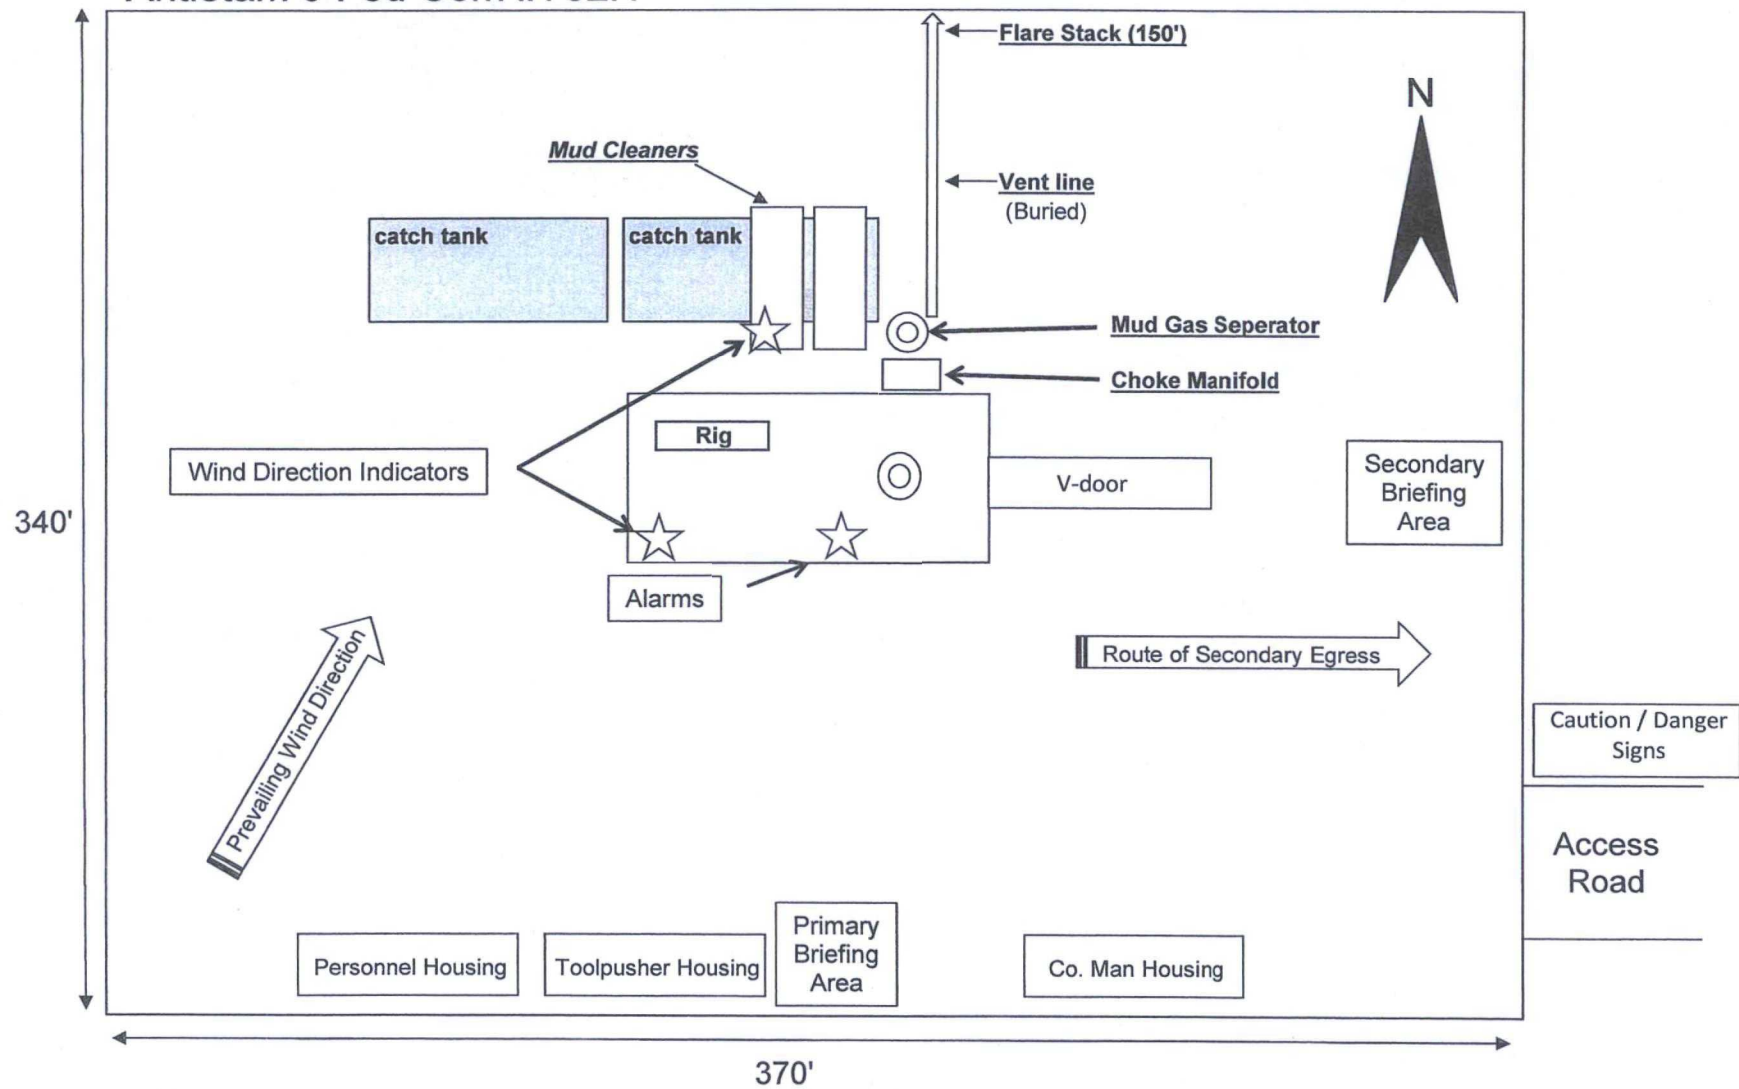 Flare Stack (150')
N
Mud Cleaners
Vent line
(Buried)
catch tank
catch tank
Mud Gas Seperator
Choke Manifold
Rig
Wind Direction Indicators
V-door
Secondary
Briefing
Area
340'
Alarms
Prevailing Wind Direction
Route of Secondary Egress
Caution / Danger
Signs
Access
Road
Personnel Housing
Toolpusher Housing
Primary
Briefing
Area
Co. Man Housing
370'